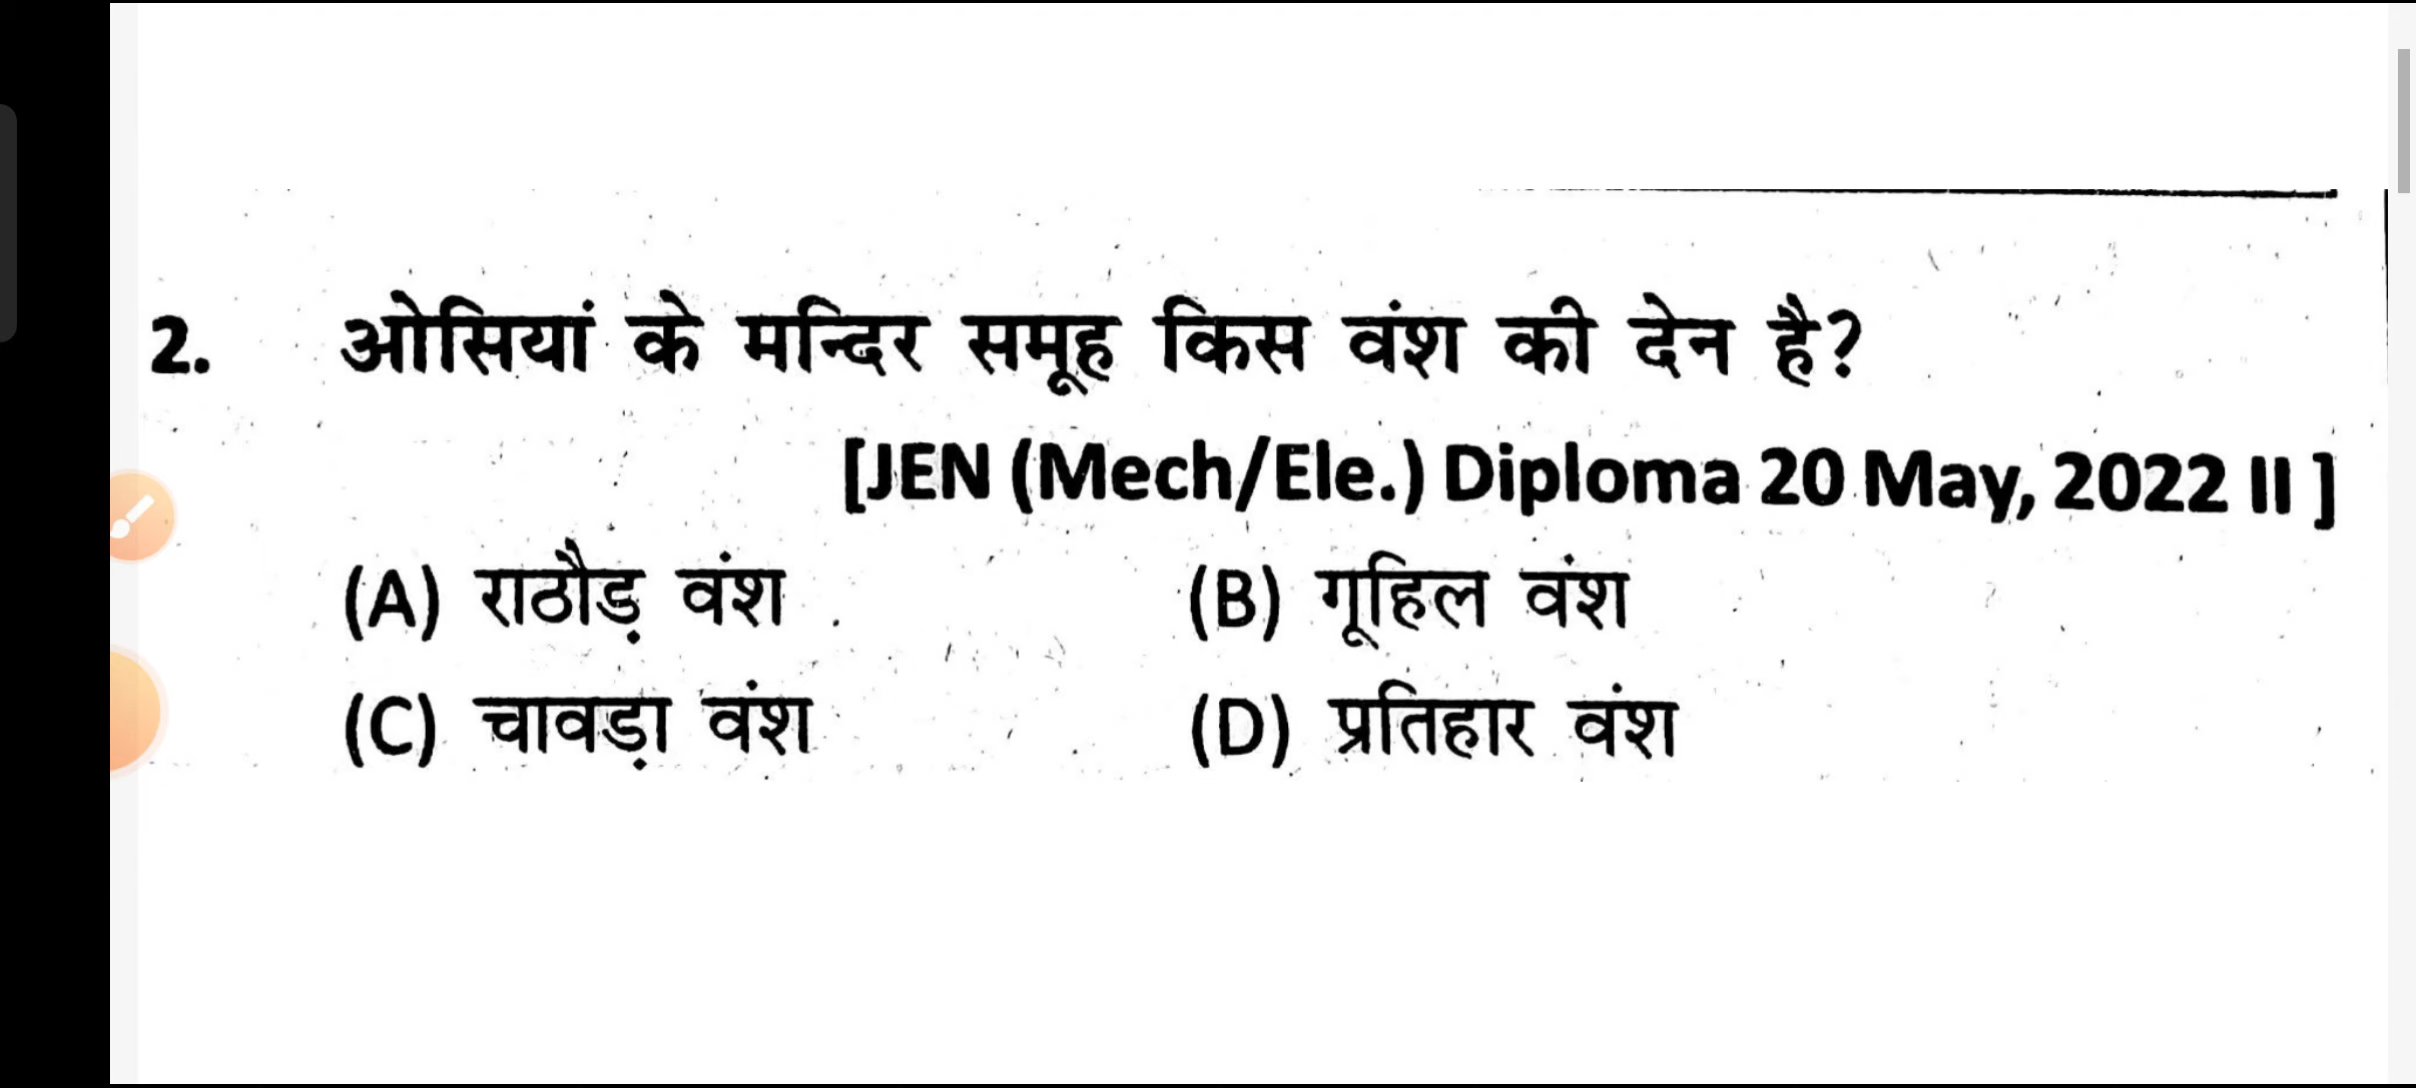 2. ओसियां के मन्दिर समूह किस वंश की देन है?
[JEN (Mech/Ele.) Diploma 20 May, 2022 II ]
(A) राठौड़ वंश (B) गूहिल वंश
(C) चावड़ा वंश (D) प्रतिहार वंश